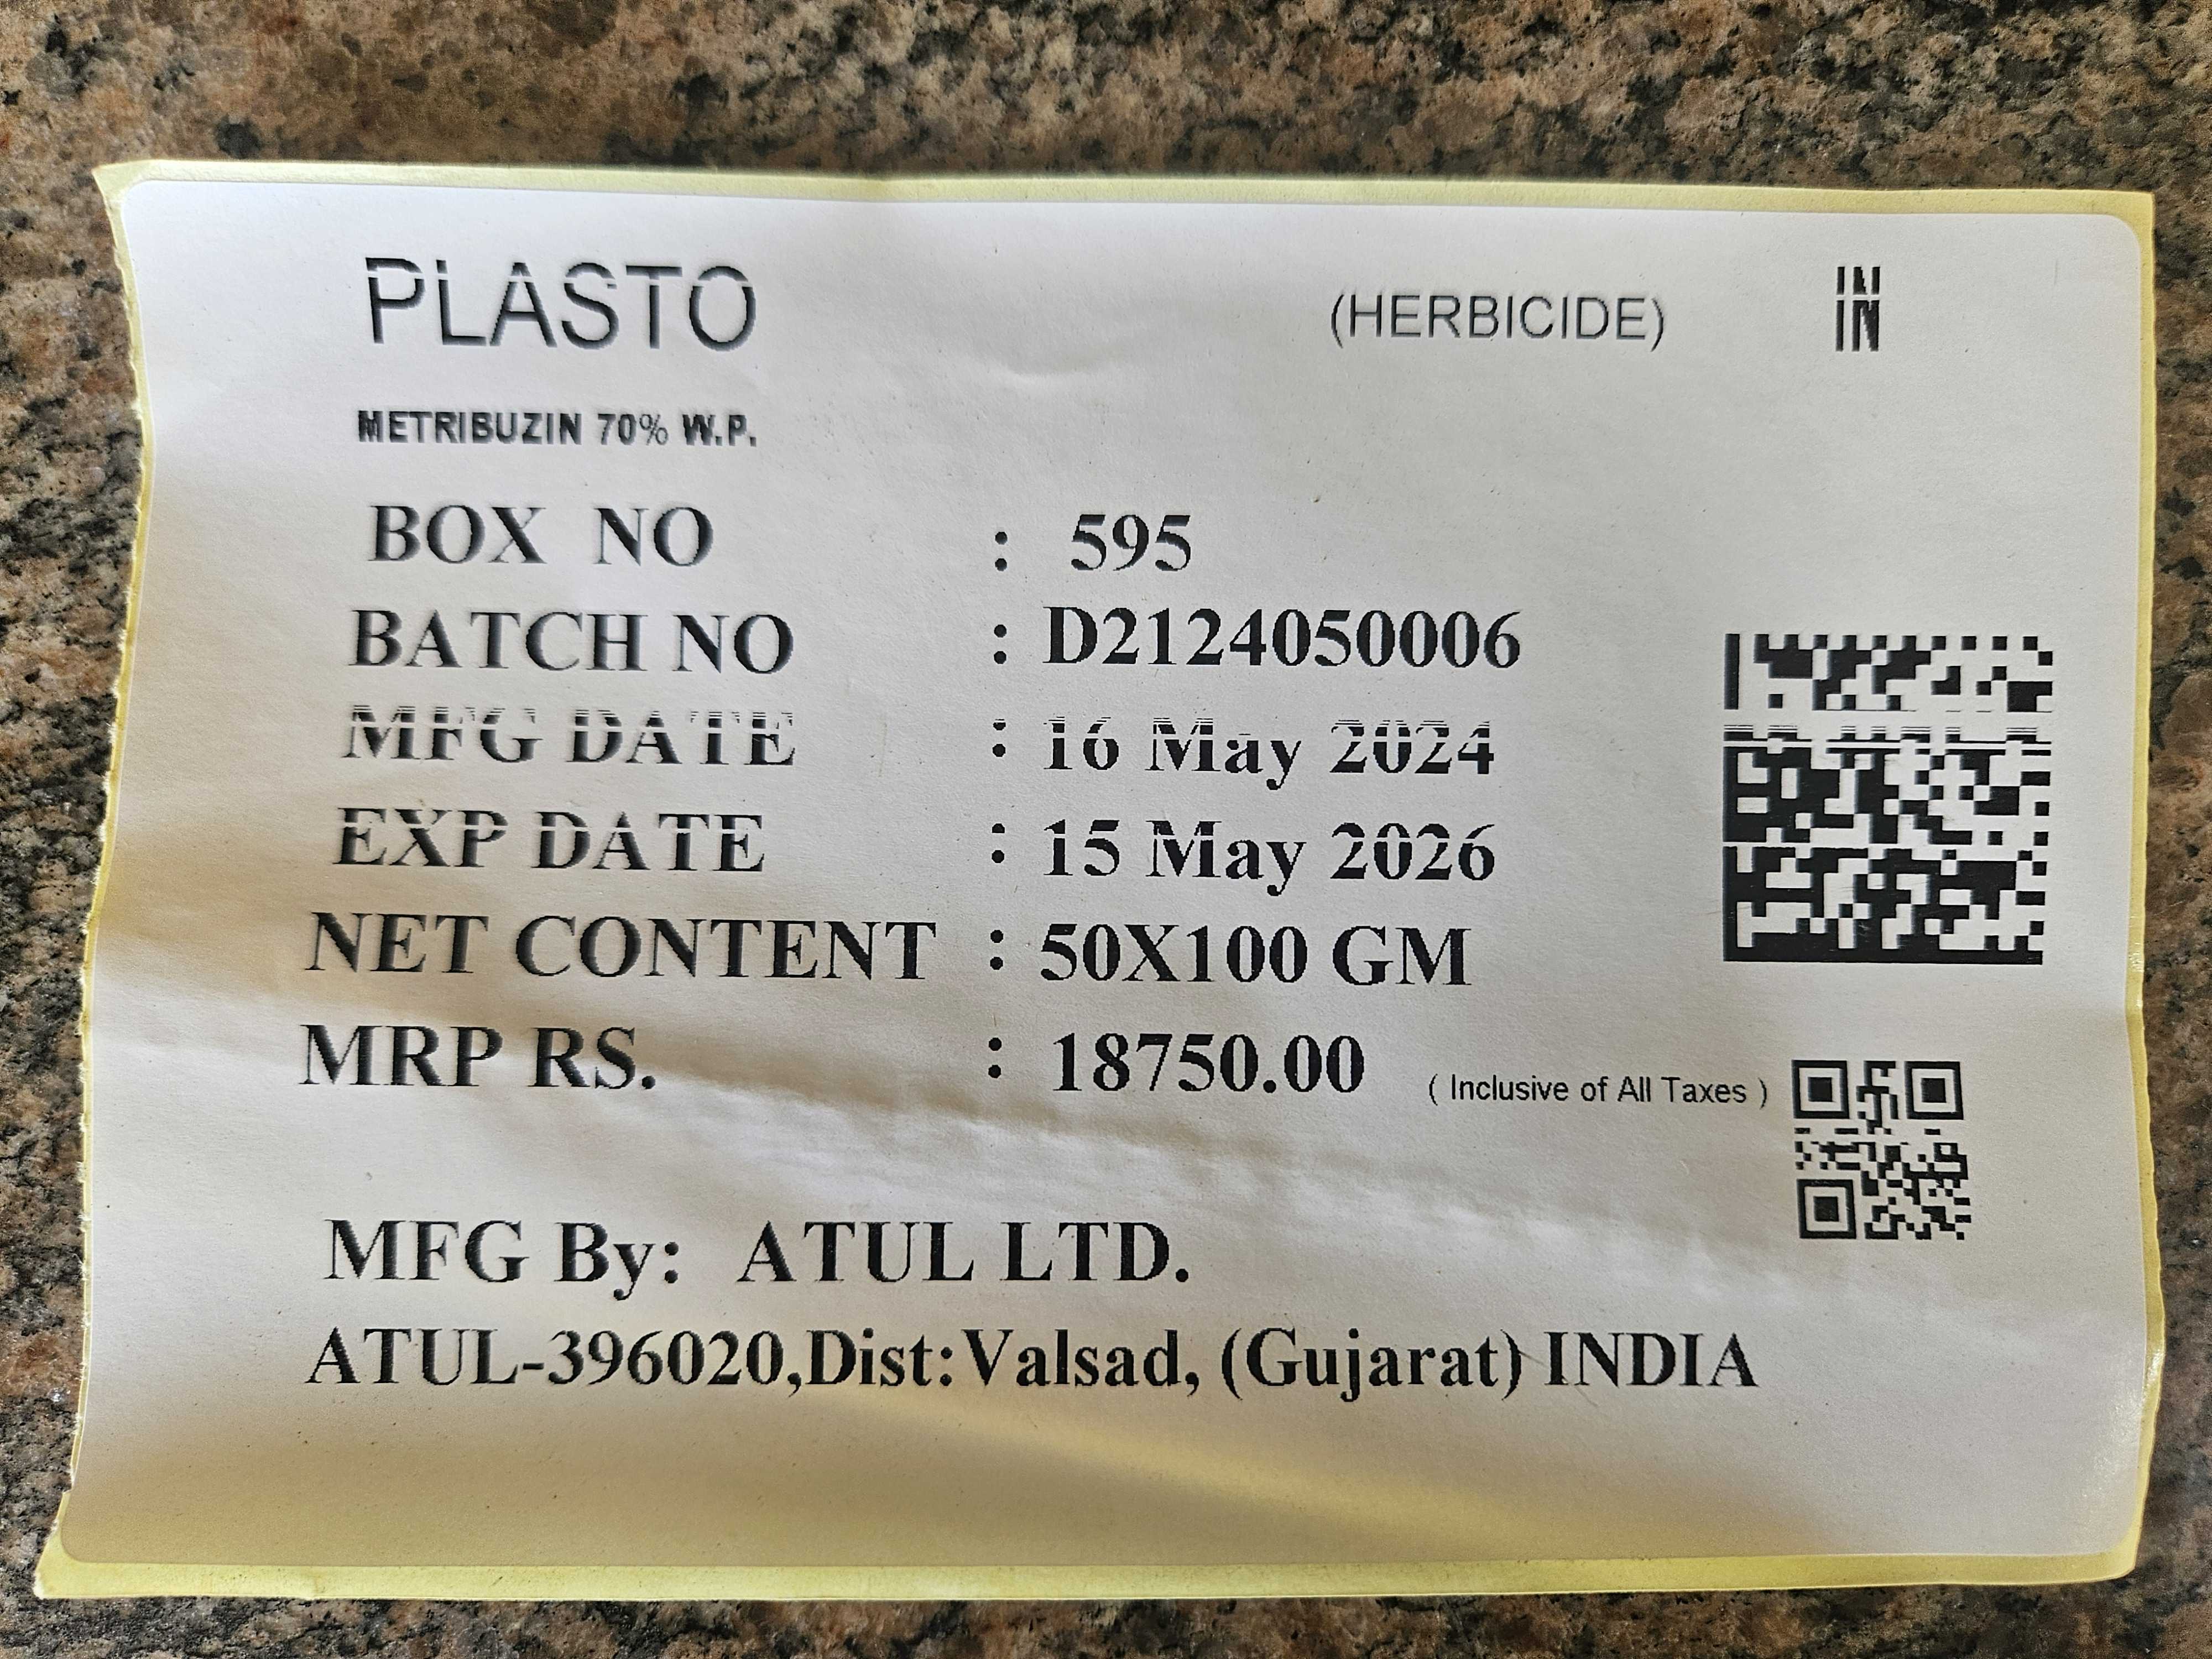 PLASTO (HERBICIDE) IN
METRIBUZIN 70% W.P.
BOX NO : 595
BATCH NO : D2124050006
MFG DATE : 16 May 2024
EXP DATE : 15 May 2026
NET CONTENT : 50X100 GM
MRP RS. : 18750.00 ( Inclusive of All Taxes )
MFG By: ATUL LTD.
ATUL-396020,Dist:Valsad, (Gujarat) INDIA